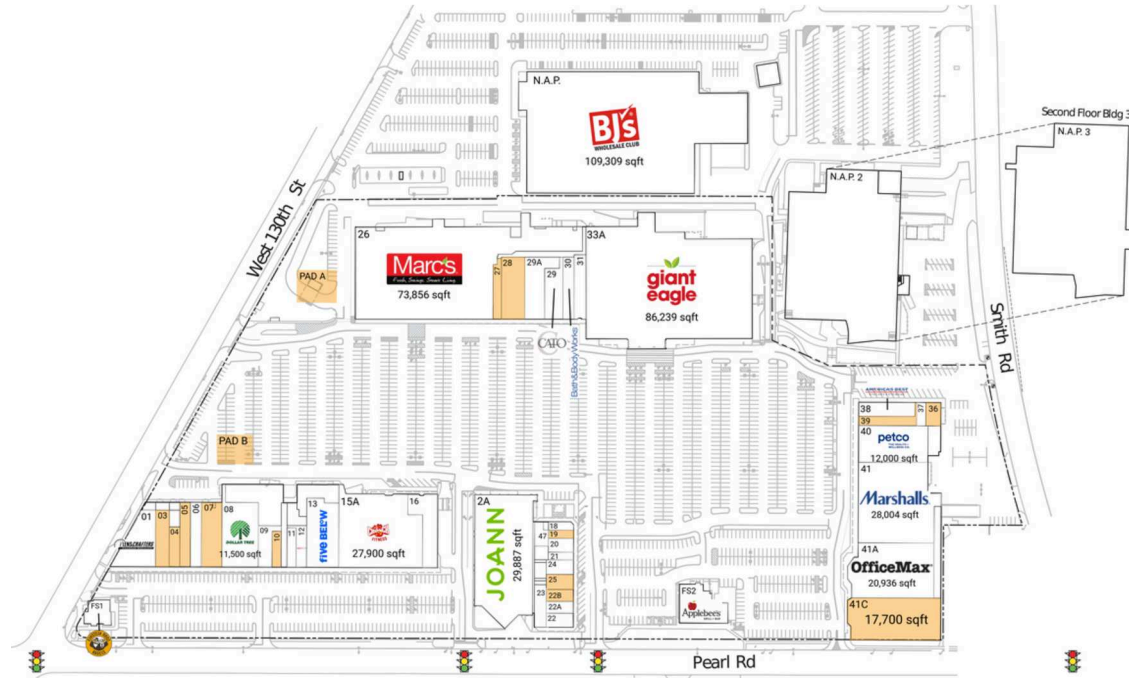 N.A.P.
BJ's
WHOLESALE CLUB
109,309 sqft
Second Floor Bldg 3
N.A.P. 3
N.A.P. 2
West 130th St
Smith Rd
26
Marc's
73,856 sqft
27
28
29A
29
30
31
33A
giant
eagle
86,239 sqft
CATO
Bath & Body Works
PAD A
PAD B
38
37
36
39
40
petco
12,000 sqft
41
Marshalls
28,004 sqft
41A
OfficeMax
20,936 sqft
41C
17,700 sqft
01
03
04
05
06
07
08
DOLLAR TREE
11,500 sqft
09
10
11
12
13
five BELOW
15A
FITNESS
27,900 sqft
16
2A
JOANN
29,887 sqft
18
47
19
20
21
24
25
23
22B
22A
22
FS1
FS2
Applebee's
Pearl Rd